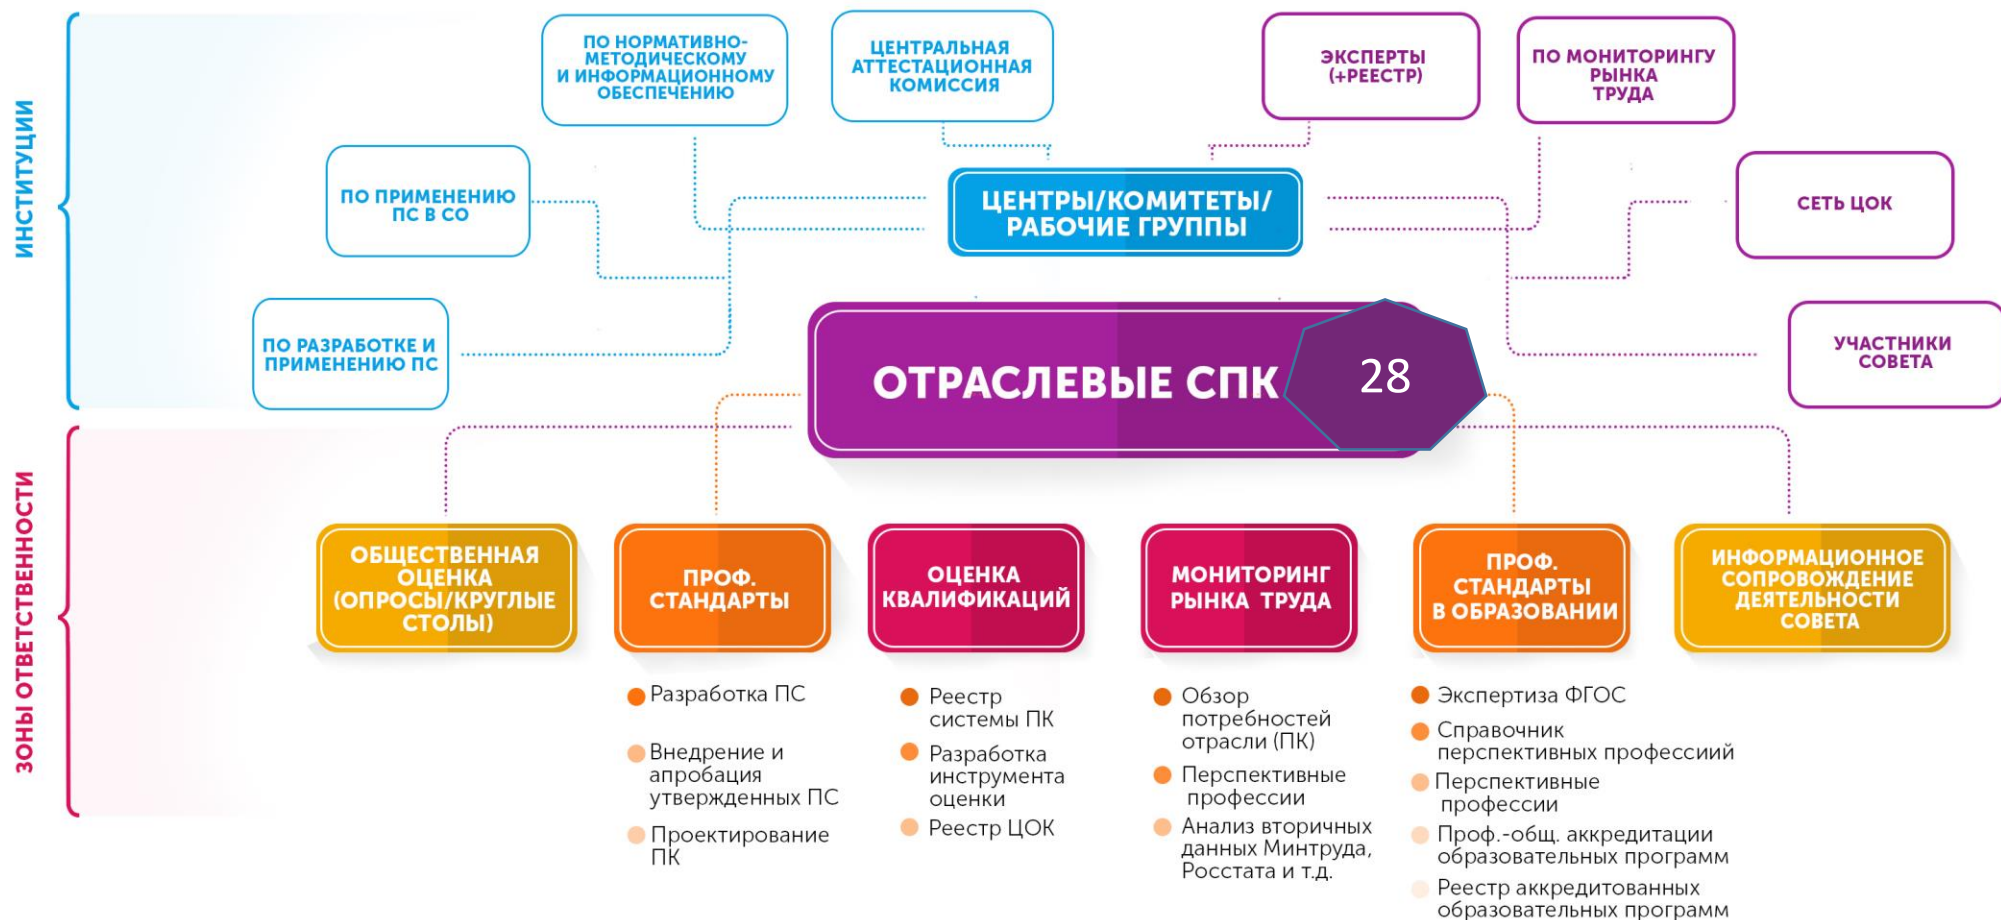 ИНСТИТУЦИИ
ПО НОРМАТИВНО-
МЕТОДИЧЕСКОМУ
И ИНФОРМАЦИОННОМУ
ОБЕСПЕЧЕНИЮ
ЦЕНТРАЛЬНАЯ
АТТЕСТАЦИОННАЯ
КОМИССИЯ
ЭКСПЕРТЫ
(+РЕЕСТР)
ПО МОНИТОРИНГУ
РЫНКА
ТРУДА
ПО ПРИМЕНЕНИЮ
ПС В СО
ЦЕНТРЫ/КОМИТЕТЫ/
РАБОЧИЕ ГРУППЫ
СЕТЬ ЦОК
ПО РАЗРАБОТКЕ И
ПРИМЕНЕНИЮ ПС
ОТРАСЛЕВЫЕ СПК
28
УЧАСТНИКИ
СОВЕТА
ЗОНЫ ОТВЕТСТВЕННОСТИ
ОБЩЕСТВЕННАЯ
ОЦЕНКА
(ОПРОСЫ/КРУГЛЫЕ
СТОЛЫ)
ПРОФ.
СТАНДАРТЫ
ОЦЕНКА
КВАЛИФИКАЦИЙ
МОНИТОРИНГ
РЫНКА ТРУДА
ПРОФ.
СТАНДАРТЫ
В ОБРАЗОВАНИИ
ИНФОРМАЦИОННОЕ
СОПРОВОЖДЕНИЕ
ДЕЯТЕЛЬНОСТИ
СОВЕТА
Разработка ПС
Внедрение и
апробация
утвержденных ПС
Проектирование
ПК
Реестр
системы ПК
Разработка
инструмента
оценки
Реестр ЦОК
Обзор
потребностей
отрасли (ПК)
Перспективные
профессии
Анализ вторичных
данных Минтруда,
Росстата и т.д.
Экспертиза ФГОС
Справочник
перспективных профессиий
Перспективные
профессии
Проф.-общ. аккредитации
образовательных программ
Реестр аккредитованных
образовательных программ